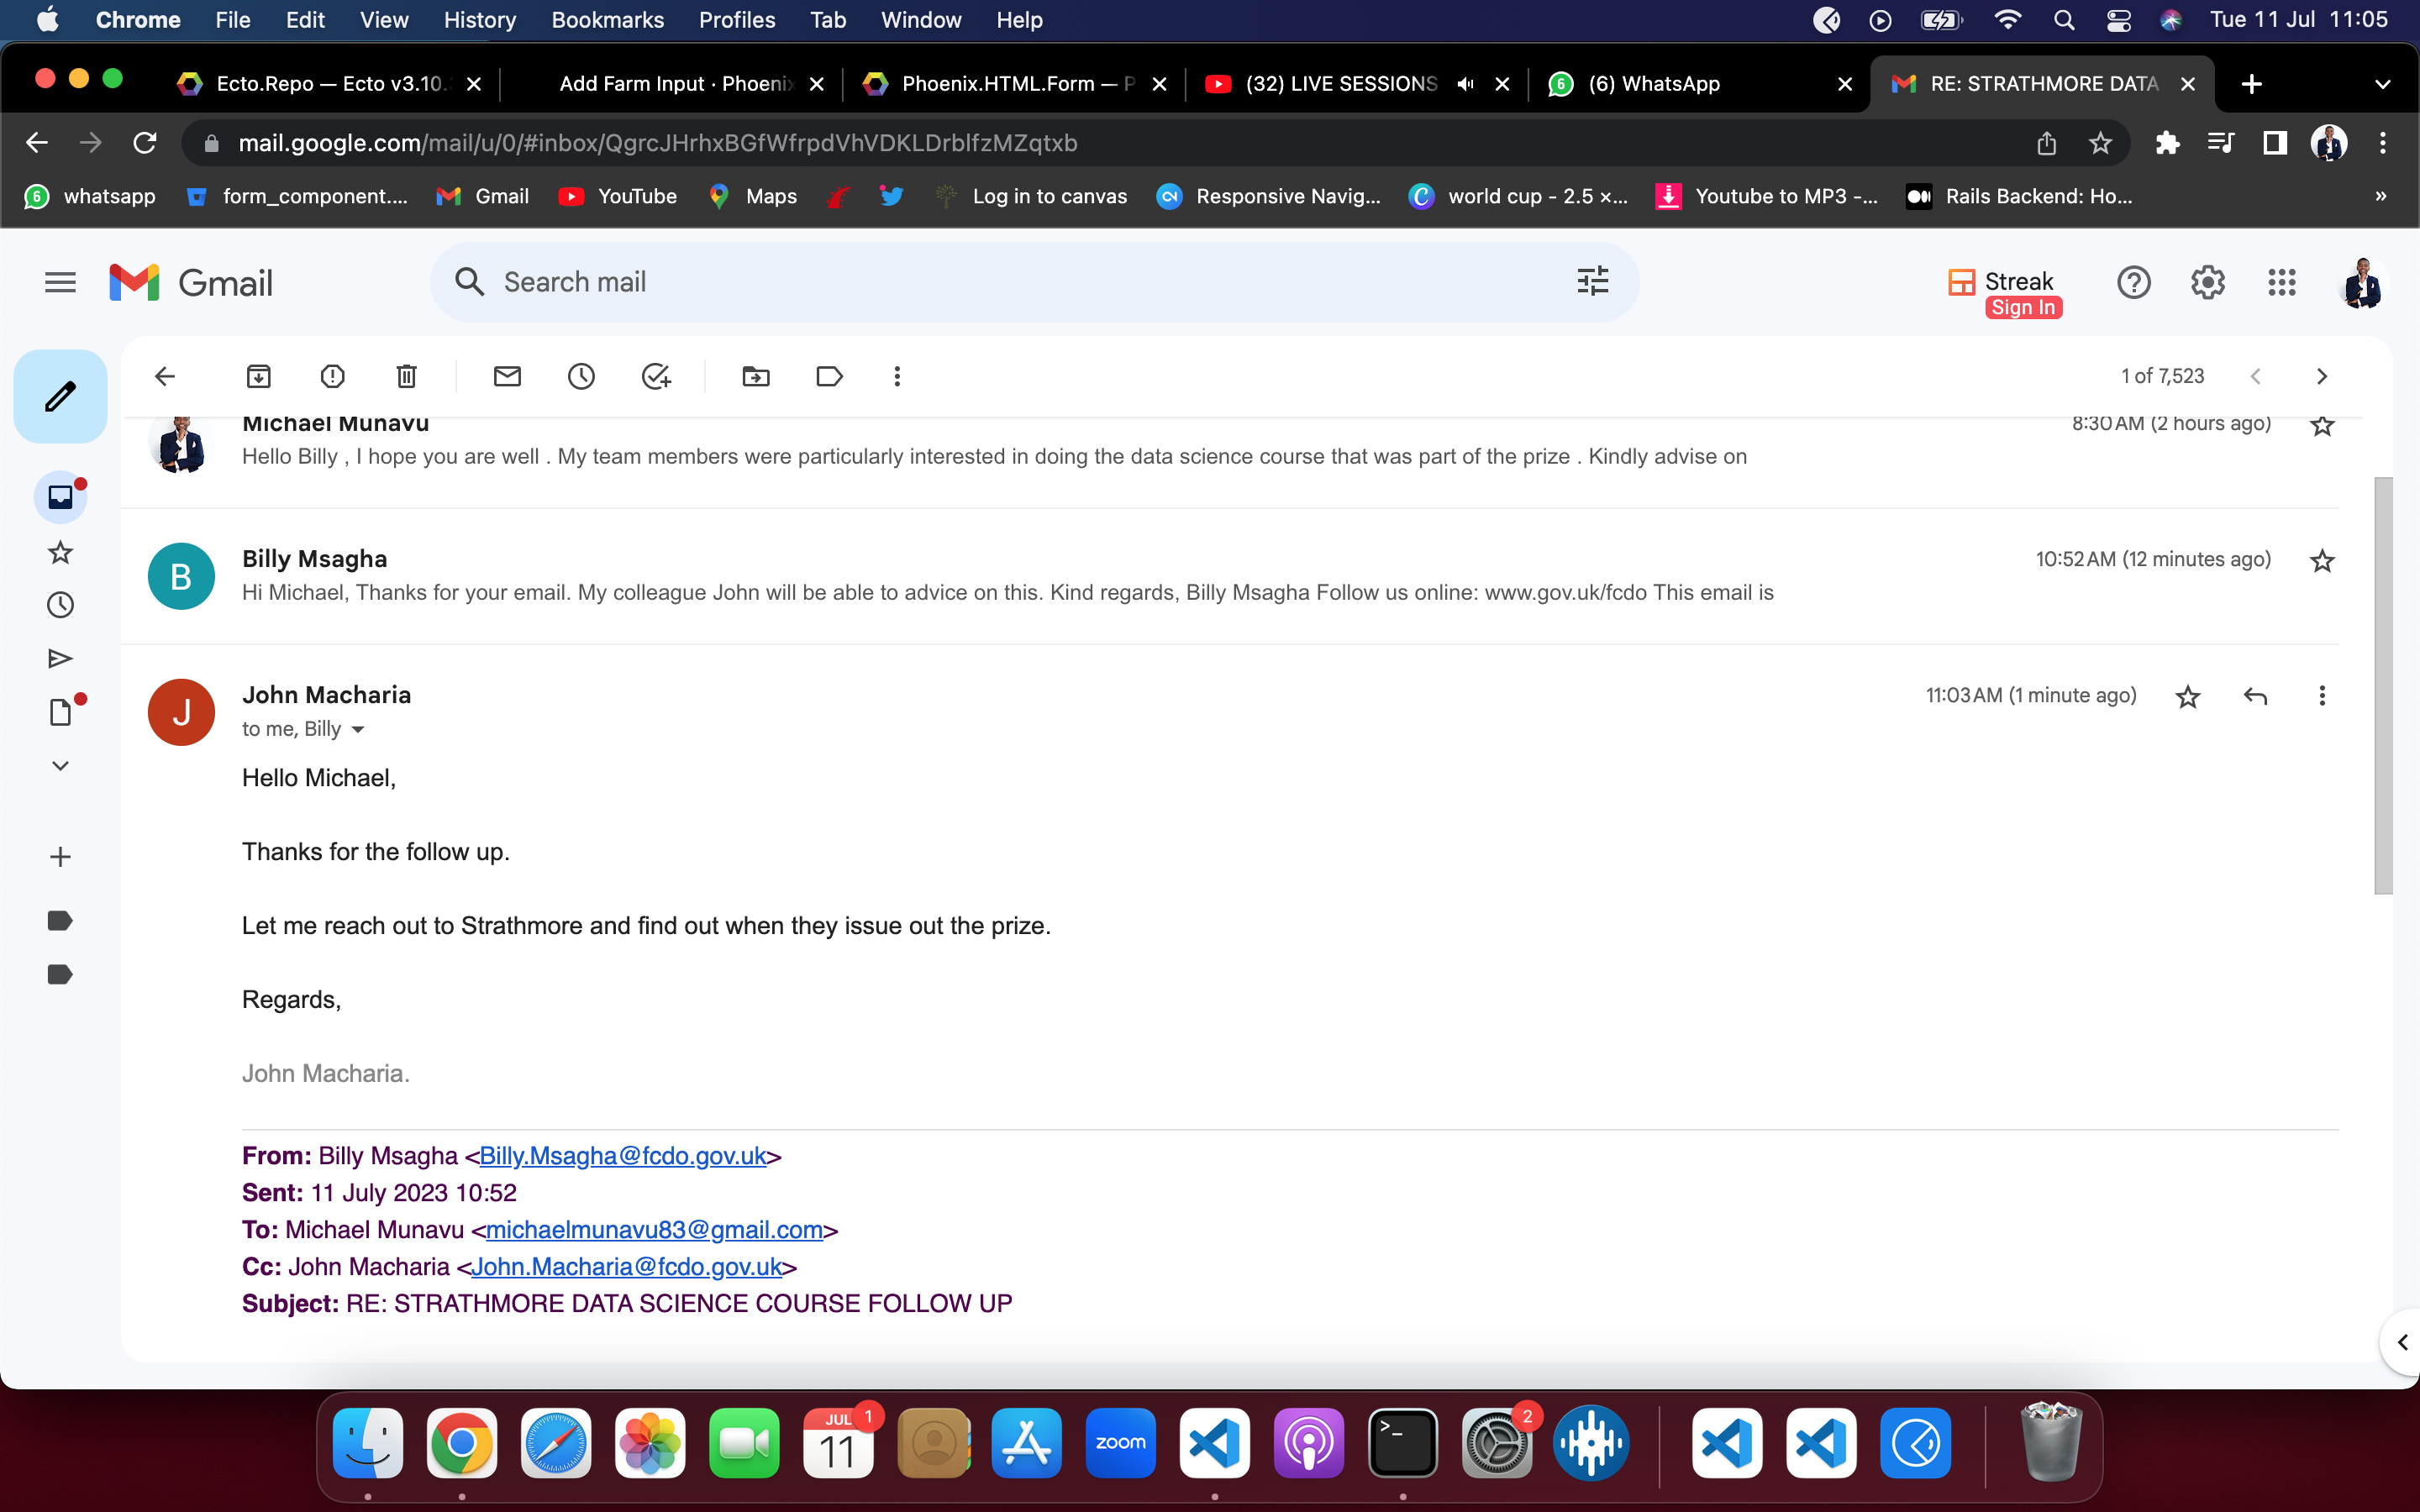 Chrome File Edit View History Bookmarks Profiles Tab Window Help Tue 11 Jul 11:05
Ecto.Repo — Ecto v3.10. Add Farm Input · Phoenix Phoenix.HTML.Form — P (32) LIVE SESSIONS 6 (6) WhatsApp RE: STRATHMORE DATA
mail.google.com/mail/u/0/#inbox/QgrcJHrhxBGfWfrpdVhVDKLDrblfzMZqtxb
6 whatsapp form_component.... Gmail YouTube Maps Log in to canvas Responsive Navig... world cup - 2.5 ×... Youtube to MP3 -... Rails Backend: Ho... »
Gmail Search mail Streak
Sign In
1 of 7,523
Michael Munavu 8:30 AM (2 hours ago)
Hello Billy , I hope you are well . My team members were particularly interested in doing the data science course that was part of the prize . Kindly advise on
B Billy Msagha 10:52 AM (12 minutes ago)
Hi Michael, Thanks for your email. My colleague John will be able to advice on this. Kind regards, Billy Msagha Follow us online: www.gov.uk/fcdo This email is
J John Macharia 11:03 AM (1 minute ago)
to me, Billy
Hello Michael,
Thanks for the follow up.
Let me reach out to Strathmore and find out when they issue out the prize.
Regards,
John Macharia.
From: Billy Msagha <Billy.Msagha@fcdo.gov.uk>
Sent: 11 July 2023 10:52
To: Michael Munavu <michaelmunavu83@gmail.com>
Cc: John Macharia <John.Macharia@fcdo.gov.uk>
Subject: RE: STRATHMORE DATA SCIENCE COURSE FOLLOW UP
JUL 1 2
11 zoom >_